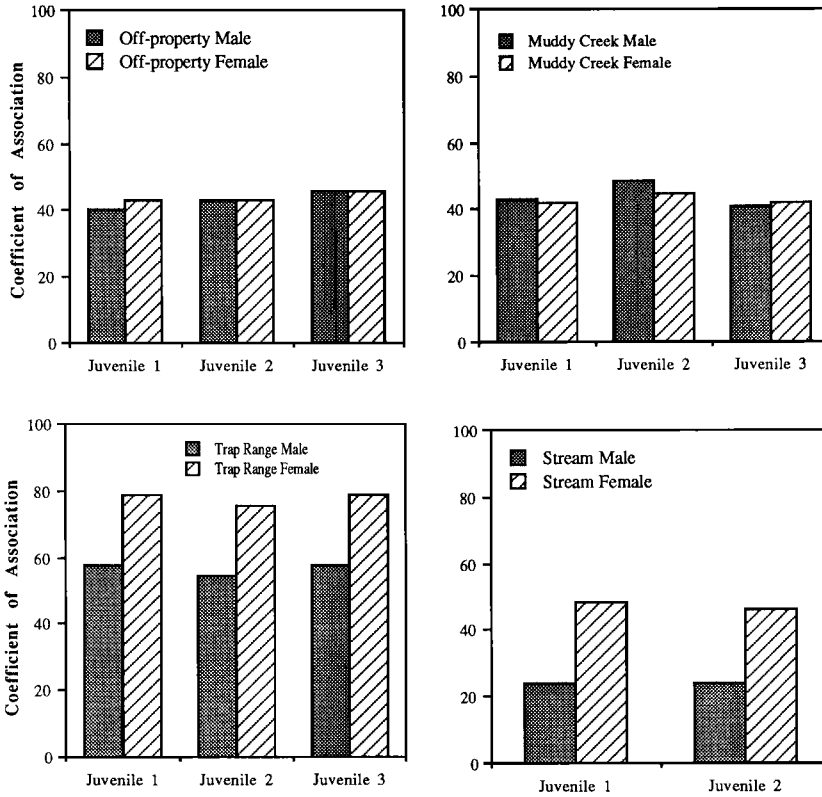 Coefficient of Association
100
80
60
40
20
0
Off-property Male
Off-property Female
Juvenile 1 Juvenile 2 Juvenile 3
100
80
60
40
20
0
Muddy Creek Male
Muddy Creek Female
Juvenile 1 Juvenile 2 Juvenile 3
Coefficient of Association
100
80
60
40
20
0
Trap Range Male
Trap Range Female
Juvenile 1 Juvenile 2 Juvenile 3
100
80
60
40
20
0
Stream Male
Stream Female
Juvenile 1 Juvenile 2